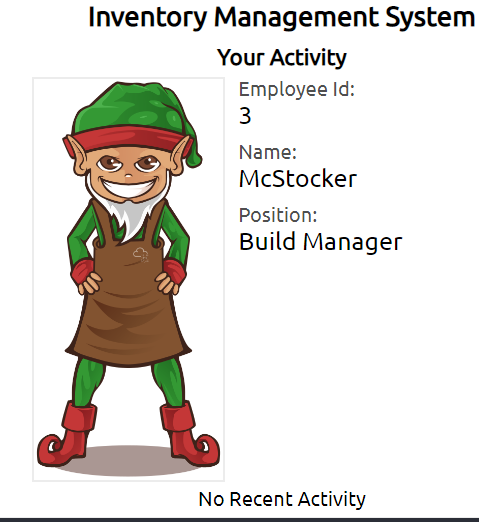 Inventory Management System
Your Activity
Employee Id:
3
Name:
McStocker
Position:
Build Manager
No Recent Activity